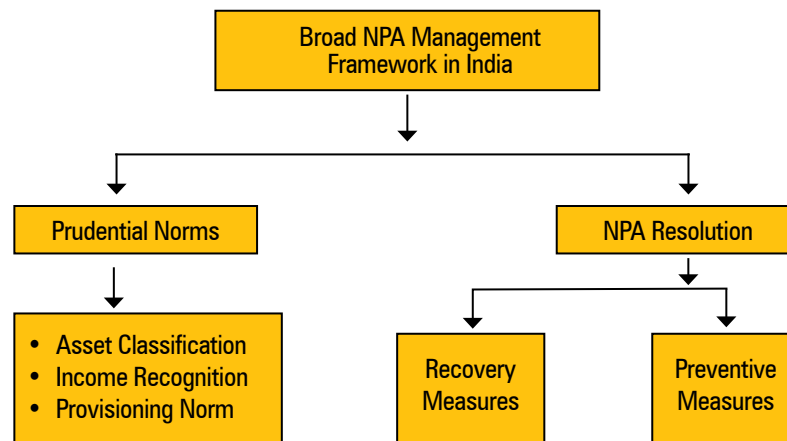 Broad NPA Management
Framework in India
Prudential Norms
NPA Resolution
• Asset Classification
• Income Recognition
• Provisioning Norm
Recovery
Measures
Preventive
Measures